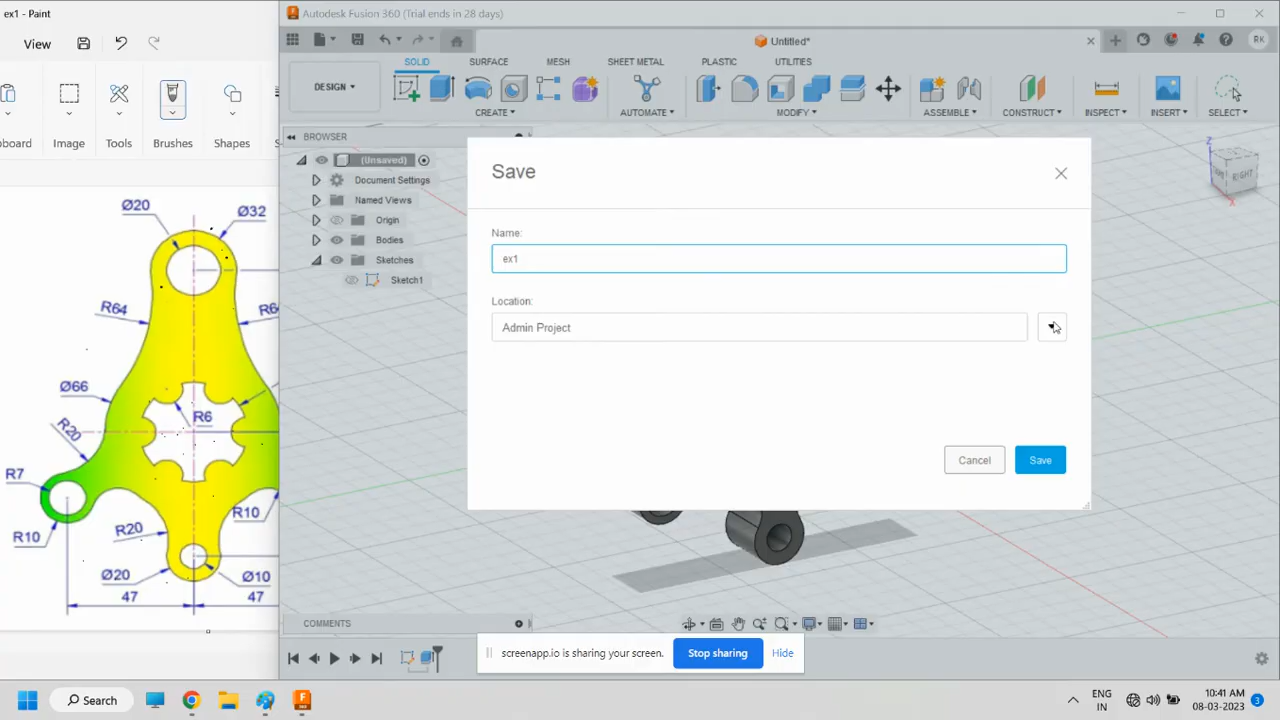 ex1 - Paint
View
Image
Tools
Brushes
Shapes
Ø20
Ø32
R64
Ø66
R6
R20
R7
R10
R10
R20
Ø20
Ø10
47
47
Autodesk Fusion 360 (Trial ends in 28 days)
Untitled*
RK
SOLID
SURFACE
MESH
SHEET METAL
PLASTIC
UTILITIES
DESIGN
CREATE
AUTOMATE
MODIFY
ASSEMBLE
CONSTRUCT
INSPECT
INSERT
SELECT
BROWSER
(Unsaved)
Document Settings
Named Views
Origin
Bodies
Sketches
Sketch1
Z
RIGHT
X
Save
Name:
ex1
Location:
Admin Project
Cancel
Save
COMMENTS
screenapp.io is sharing your screen.
Stop sharing
Hide
Search
ENG
IN
10:41 AM
08-03-2023
3